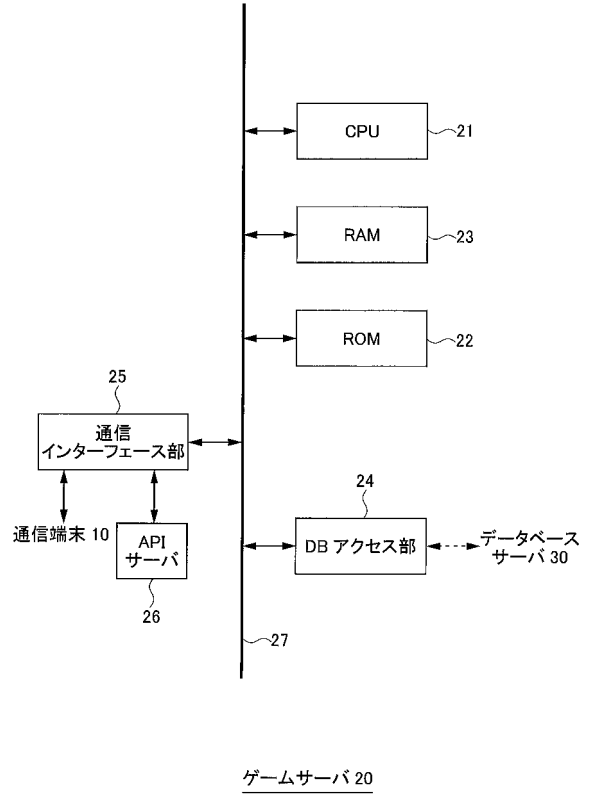 CPU
21
RAM
23
ROM
22
25
通信
インターフェース部
24
通信端末 10
API
サーバ
26
DB アクセス部
データベース
サーバ 30
27
ゲームサーバ 20